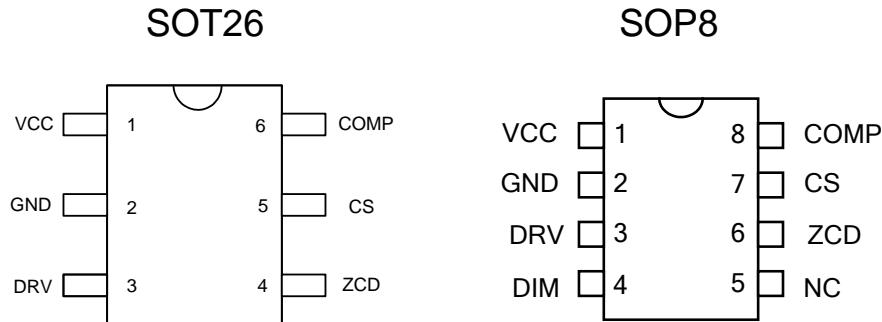 SOT26
VCC 1 6 COMP
GND 2 5 CS
DRV 3 4 ZCD
SOP8
VCC 1 8 COMP
GND 2 7 CS
DRV 3 6 ZCD
DIM 4 5 NC